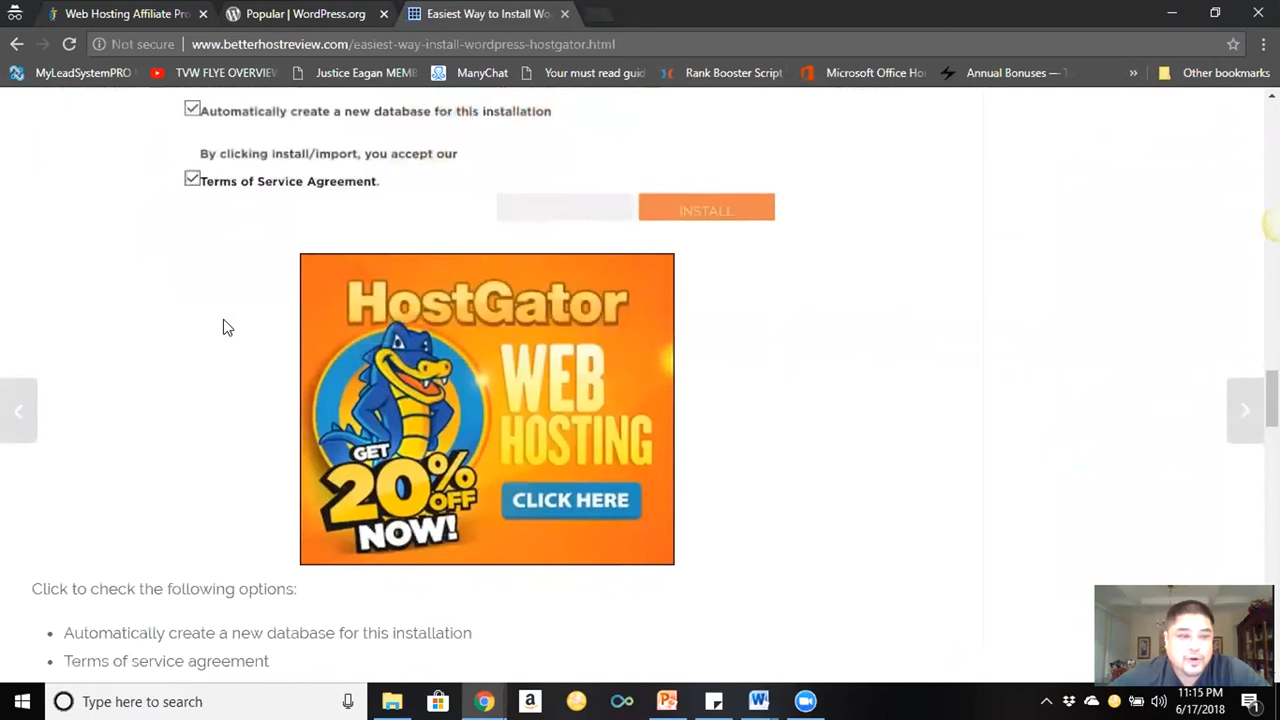 Web Hosting Affiliate Pro
Popular | WordPress.org
Easiest Way to Install Wo
Not secure
www.betterhostreview.com/easiest-way-install-wordpress-hostgator.html
MyLeadSystemPRO
TVW FLYE OVERVIEW
Justice Eagan MEMB
ManyChat
Your must read guid
Rank Booster Script
Microsoft Office Ho
Annual Bonuses — T
Other bookmarks
Automatically create a new database for this installation
By clicking install/import, you accept our
Terms of Service Agreement.
INSTALL
HostGator
WEB
HOSTING
GET
20% OFF
NOW!
CLICK HERE
Click to check the following options:
• Automatically create a new database for this installation
• Terms of service agreement
Type here to search
11:15 PM
6/17/2018